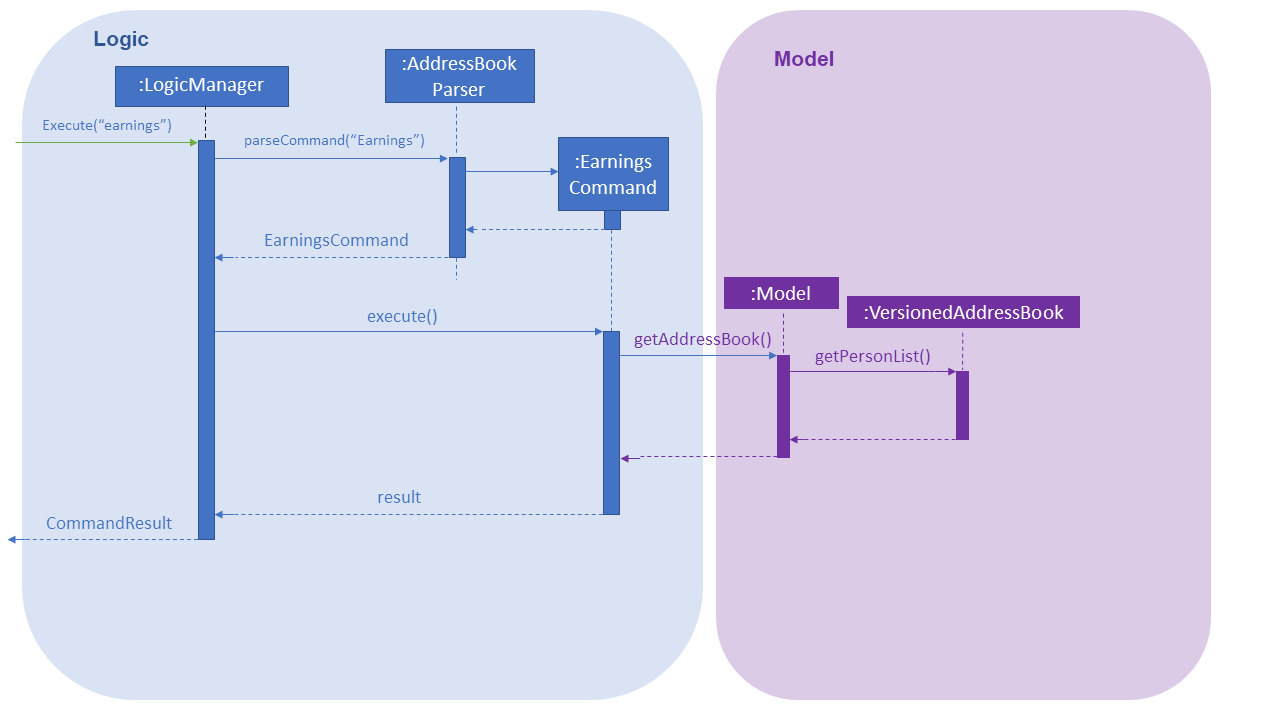 Logic
Model
:LogicManager
:AddressBook
Parser
Execute(“earnings”)
parseCommand(“Earnings”)
:Earnings
Command
EarningsCommand
:Model
:VersionedAddressBook
execute()
getAddressBook()
getPersonList()
result
CommandResult